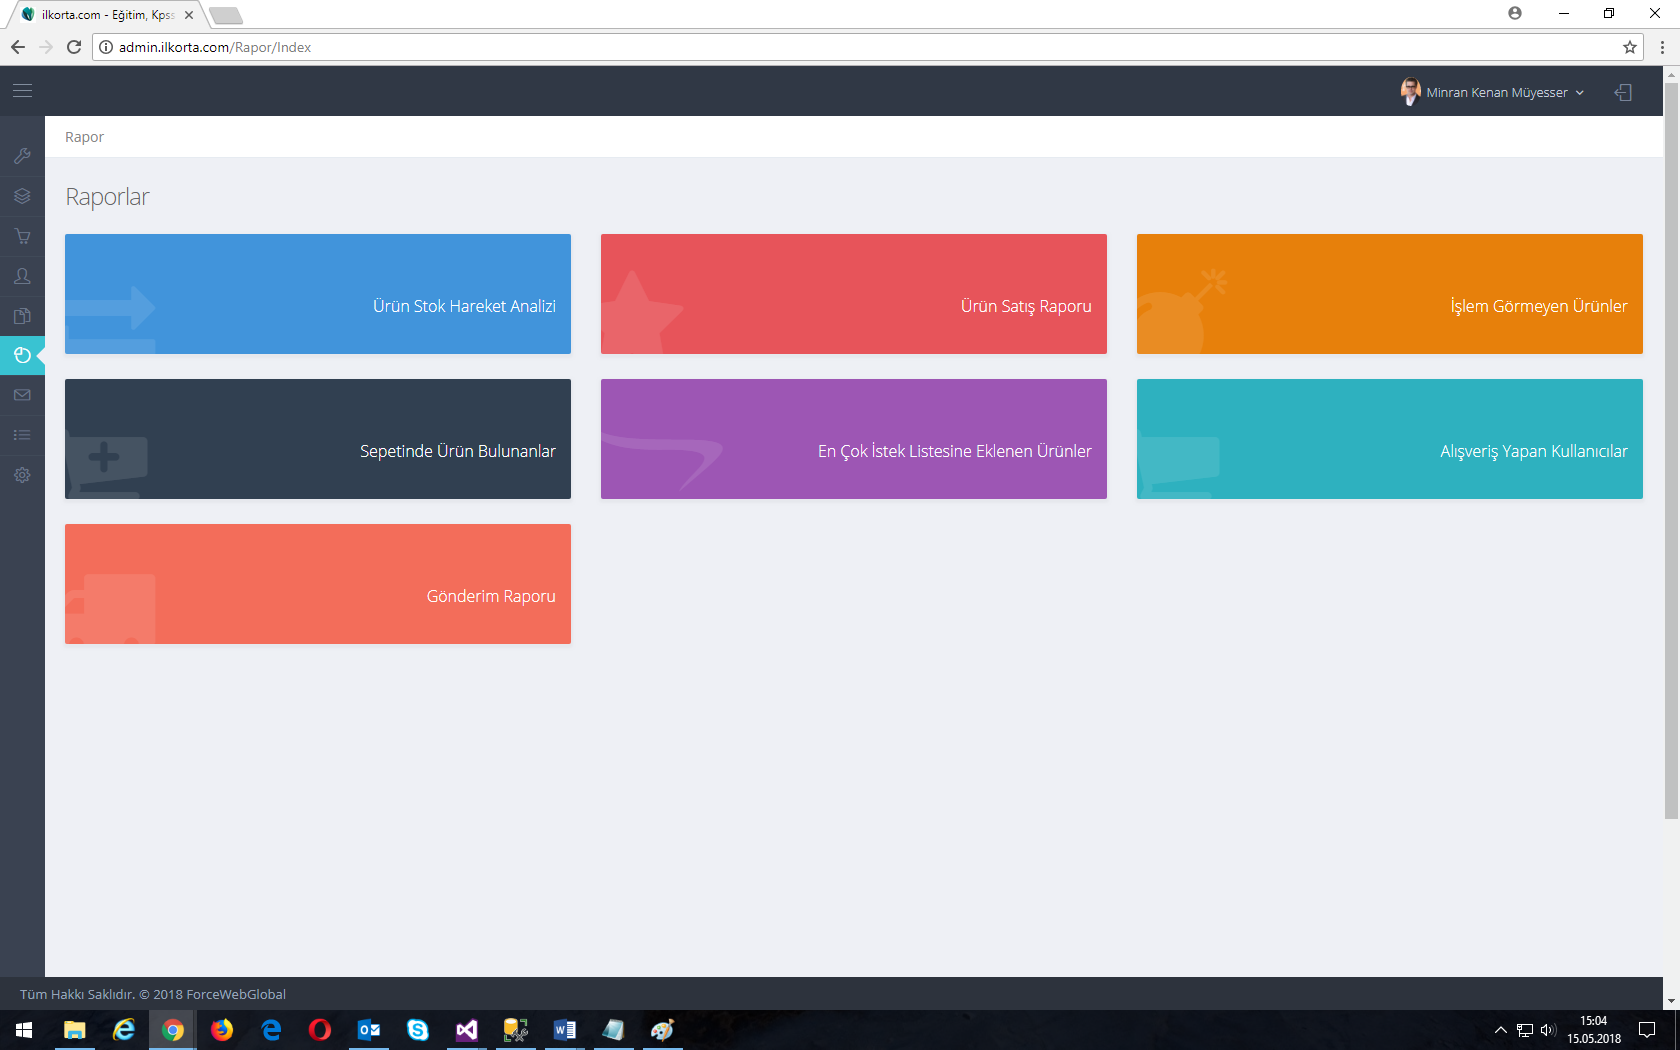 ilkorta.com - Eğitim, Kpss
admin.ilkorta.com/Rapor/Index
Minran Kenan Müyesser
Rapor
Raporlar
Ürün Stok Hareket Analizi
Ürün Satış Raporu
İşlem Görmeyen Ürünler
Sepetinde Ürün Bulunanlar
En Çok İstek Listesine Eklenen Ürünler
Alışveriş Yapan Kullanıcılar
Gönderim Raporu
Tüm Hakkı Saklıdır. © 2018 ForceWebGlobal
15:04
15.05.2018